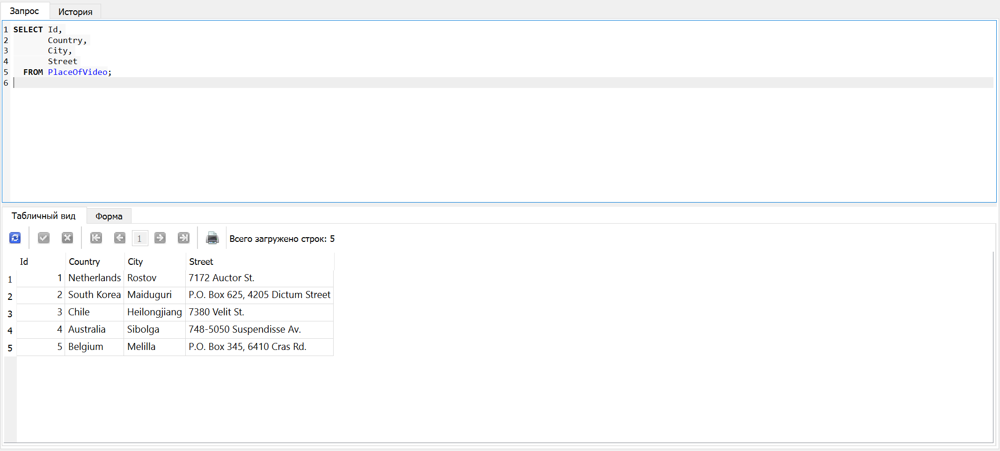 Запрос История
1 SELECT Id,
2 Country,
3 City,
4 Street
5 FROM PlaceOfVideo;
6
Табличный вид Форма
1 Всего загружено строк: 5
Id Country City Street
1 1 Netherlands Rostov 7172 Auctor St.
2 2 South Korea Maiduguri P.O. Box 625, 4205 Dictum Street
3 3 Chile Heilongjiang 7380 Velit St.
4 4 Australia Sibolga 748-5050 Suspendisse Av.
5 5 Belgium Melilla P.O. Box 345, 6410 Cras Rd.